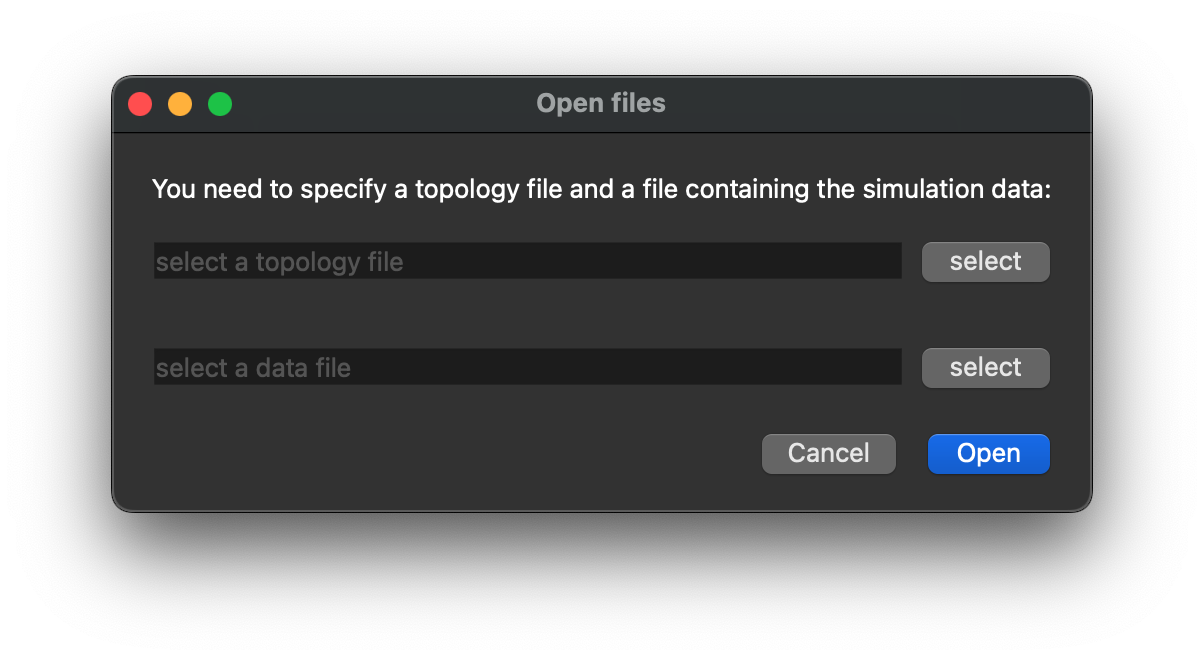 Open files
You need to specify a topology file and a file containing the simulation data:
select a topology file
select
select a data file
select
Cancel
Open